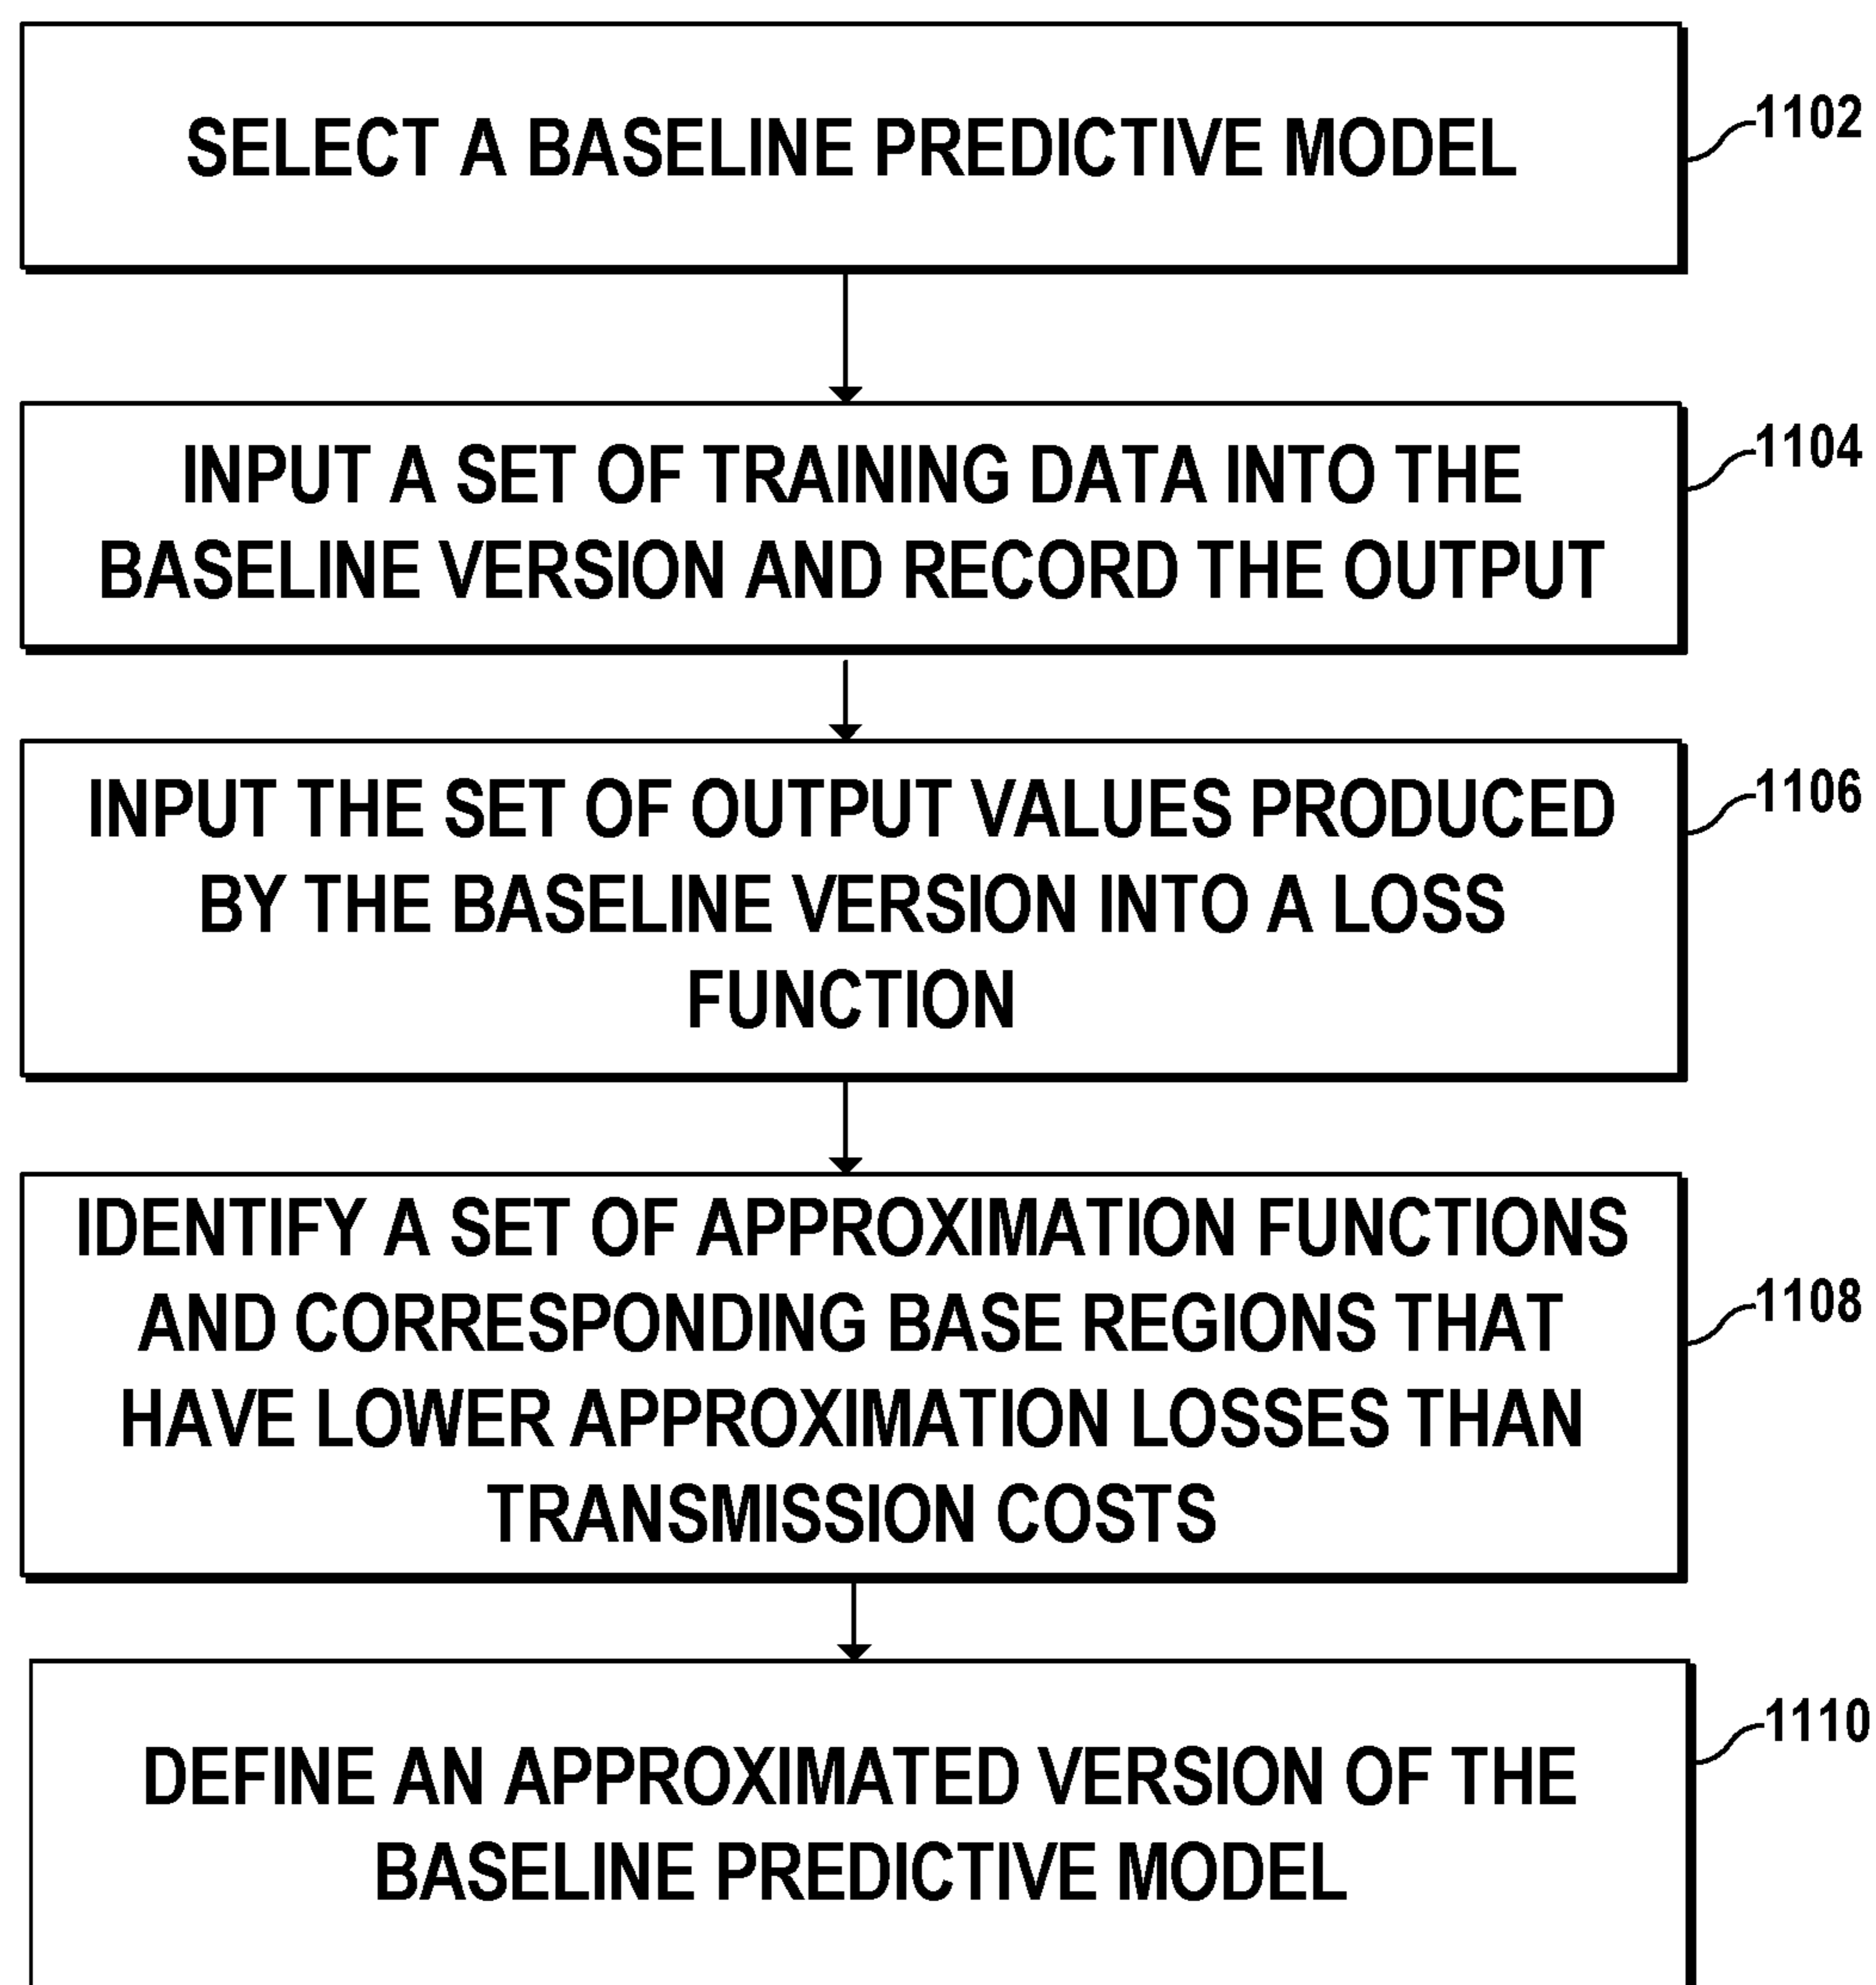 SELECT A BASELINE PREDICTIVE MODEL
1102
INPUT A SET OF TRAINING DATA INTO THE
BASELINE VERSION AND RECORD THE OUTPUT
1104
INPUT THE SET OF OUTPUT VALUES PRODUCED
BY THE BASELINE VERSION INTO A LOSS
FUNCTION
1106
IDENTIFY A SET OF APPROXIMATION FUNCTIONS
AND CORRESPONDING BASE REGIONS THAT
HAVE LOWER APPROXIMATION LOSSES THAN
TRANSMISSION COSTS
1108
DEFINE AN APPROXIMATED VERSION OF THE
BASELINE PREDICTIVE MODEL
1110